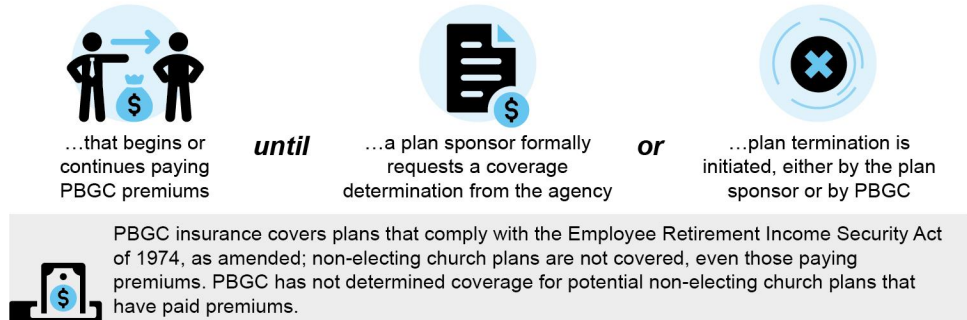 …that begins or
continues paying
PBGC premiums
until
…a plan sponsor formally
requests a coverage
determination from the agency
or
…plan termination is
initiated, either by the plan
sponsor or by PBGC
$
$
PBGC insurance covers plans that comply with the Employee Retirement Income Security Act
of 1974, as amended; non-electing church plans are not covered, even those paying
premiums. PBGC has not determined coverage for potential non-electing church plans that
have paid premiums.
$